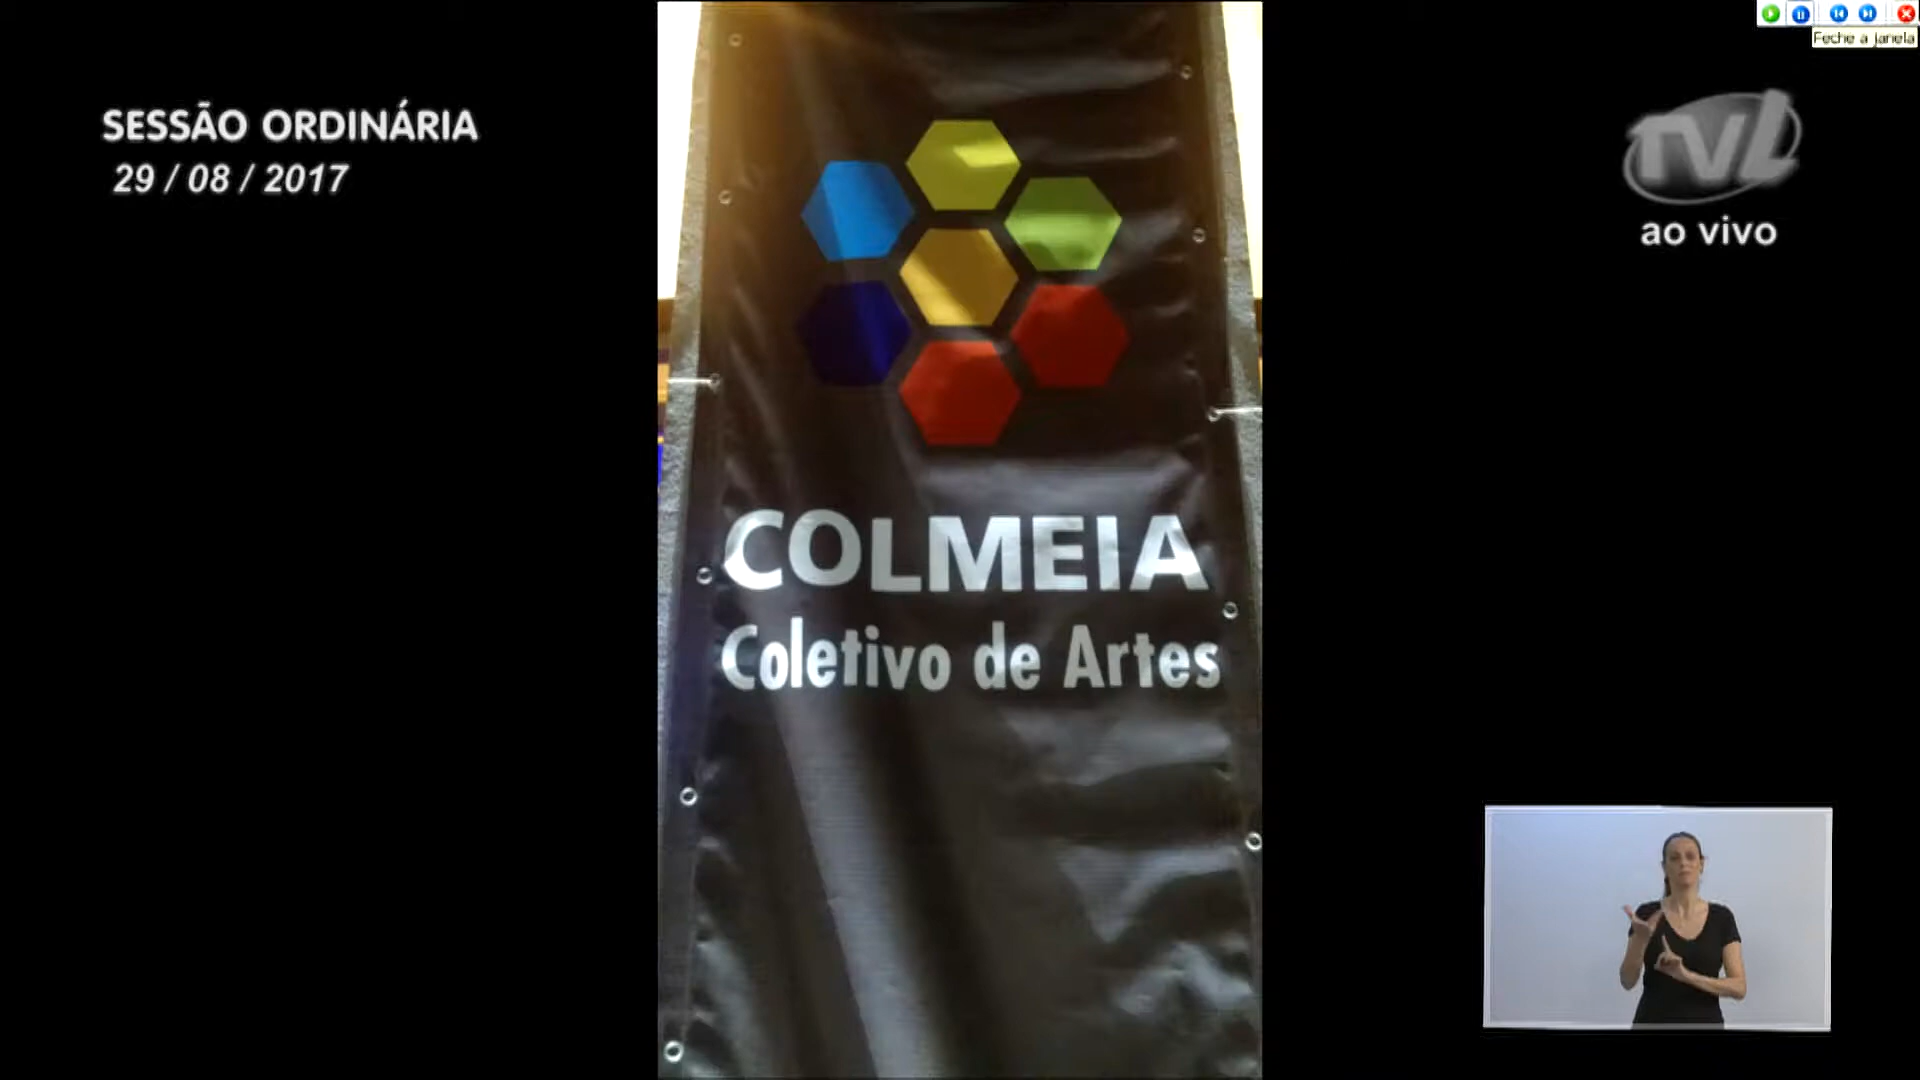 Feche a janela
SESSÃO ORDINÁRIA
29 / 08 / 2017
TVL
ao vivo
COLMEIA
Coletivo de Artes